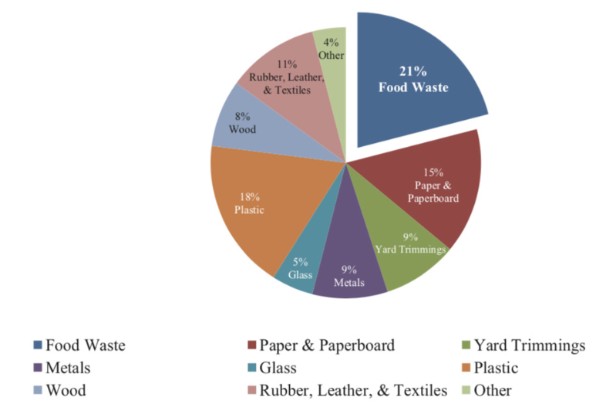 4%
Other
21%
Food Waste
11%
Rubber, Leather,
& Textiles
8%
Wood
15%
Paper &
Paperboard
18%
Plastic
9%
Yard Trimmings
5%
Glass
9%
Metals
Food Waste
Paper & Paperboard
Yard Trimmings
Metals
Glass
Plastic
Wood
Rubber, Leather, & Textiles
Other